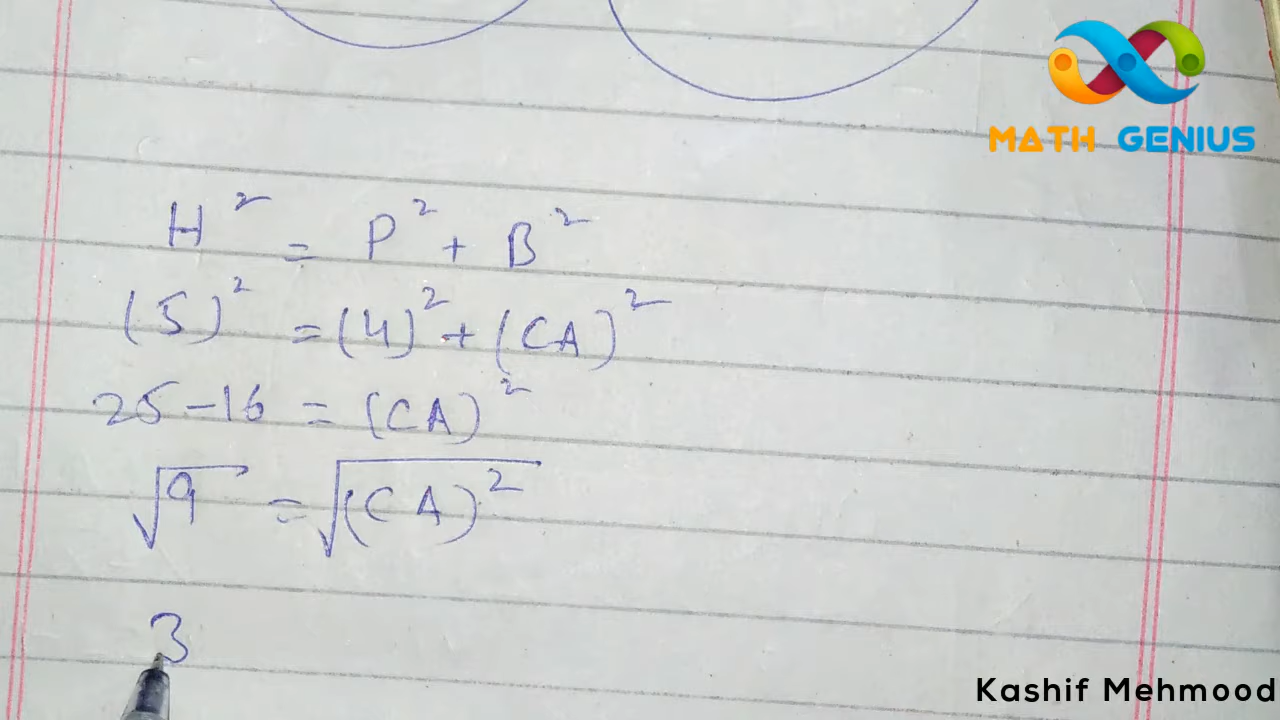 MATH GENIUS
H² = P² + B²
(5)² = (4)² + (CA)²
25 - 16 = (CA)²
√9 = √(CA)²
3
Kashif Mehmood